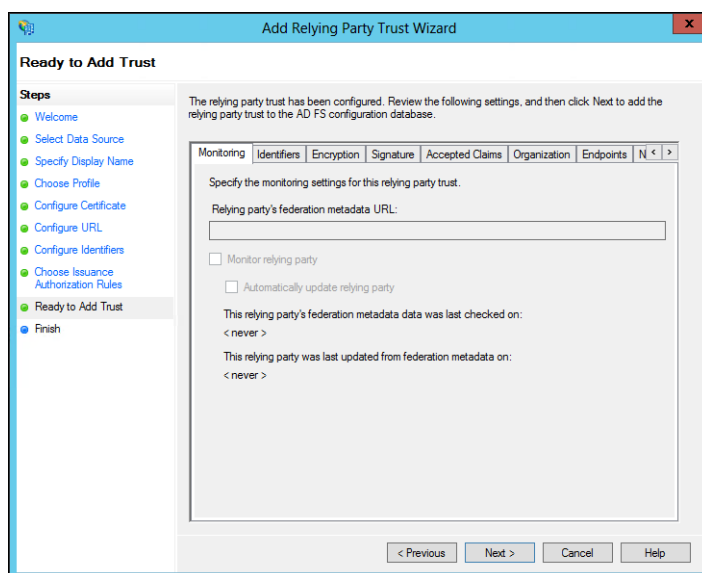 Add Relying Party Trust Wizard
x
Ready to Add Trust
Steps
Welcome
Select Data Source
Specify Display Name
Choose Profile
Configure Certificate
Configure URL
Configure Identifiers
Choose Issuance
Authorization Rules
Ready to Add Trust
Finish
The relying party trust has been configured. Review the following settings, and then click Next to add the
relying party trust to the AD FS configuration database.
Monitoring Identifiers Encryption Signature Accepted Claims Organization Endpoints N < >
Specify the monitoring settings for this relying party trust.
Relying party's federation metadata URL:
Monitor relying party
Automatically update relying party
This relying party's federation metadata data was last checked on:
< never >
This relying party was last updated from federation metadata on:
< never >
< Previous Next > Cancel Help